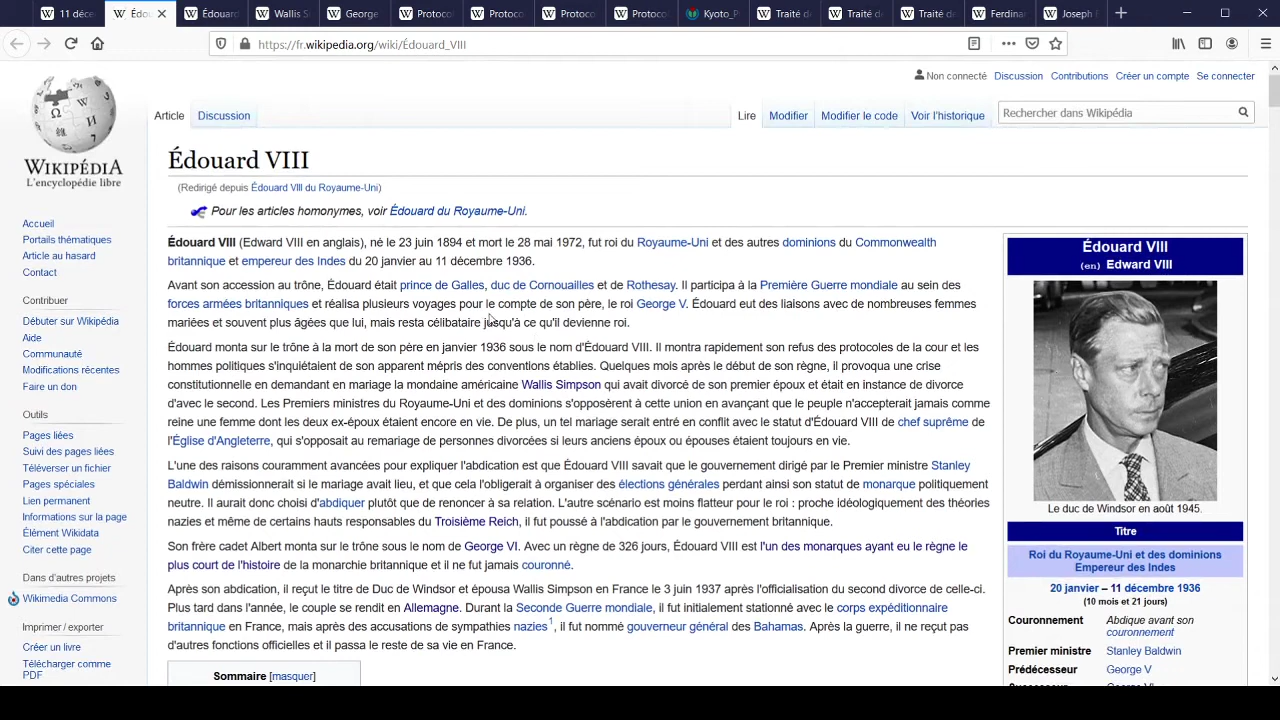 11 décem
Édou
Édouard
Wallis S
George
Protoco
Protoco
Protoco
Protoco
Kyoto_P
Traité d
Traité d
Traité d
Ferdinar
Joseph E
https://fr.wikipedia.org/wiki/Édouard_VIII
Non connecté Discussion Contributions Créer un compte Se connecter
Article Discussion Lire Modifier Modifier le code Voir l'historique Rechercher dans Wikipédia
WIKIPÉDIA
L'encyclopédie libre
Accueil
Portails thématiques
Article au hasard
Contact
Contribuer
Débuter sur Wikipédia
Aide
Communauté
Modifications récentes
Faire un don
Outils
Pages liées
Suivi des pages liées
Téléverser un fichier
Pages spéciales
Lien permanent
Informations sur la page
Élément Wikidata
Citer cette page
Dans d'autres projets
Wikimedia Commons
Imprimer / exporter
Créer un livre
Télécharger comme
PDF
Édouard VIII
(Redirigé depuis Édouard VIII du Royaume-Uni)
Pour les articles homonymes, voir Édouard du Royaume-Uni.
Édouard VIII (Edward VIII en anglais), né le 23 juin 1894 et mort le 28 mai 1972, fut roi du Royaume-Uni et des autres dominions du Commonwealth
britannique et empereur des Indes du 20 janvier au 11 décembre 1936.
Avant son accession au trône, Édouard était prince de Galles, duc de Cornouailles et de Rothesay. Il participa à la Première Guerre mondiale au sein des
forces armées britanniques et réalisa plusieurs voyages pour le compte de son père, le roi George V. Édouard eut des liaisons avec de nombreuses femmes
mariées et souvent plus âgées que lui, mais resta célibataire jusqu'à ce qu'il devienne roi.
Édouard monta sur le trône à la mort de son père en janvier 1936 sous le nom d'Édouard VIII. Il montra rapidement son refus des protocoles de la cour et les
hommes politiques s'inquiétaient de son apparent mépris des conventions établies. Quelques mois après le début de son règne, il provoqua une crise
constitutionnelle en demandant en mariage la mondaine américaine Wallis Simpson qui avait divorcé de son premier époux et était en instance de divorce
d'avec le second. Les Premiers ministres du Royaume-Uni et des dominions s'opposèrent à cette union en avançant que le peuple n'accepterait jamais comme
reine une femme dont les deux ex-époux étaient encore en vie. De plus, un tel mariage serait entré en conflit avec le statut d'Édouard VIII de chef suprême de
l'Église d'Angleterre, qui s'opposait au remariage de personnes divorcées si leurs anciens époux ou épouses étaient toujours en vie.
L'une des raisons couramment avancées pour expliquer l'abdication est que Édouard VIII savait que le gouvernement dirigé par le Premier ministre Stanley
Baldwin démissionnerait si le mariage avait lieu, et que cela l'obligerait à organiser des élections générales perdant ainsi son statut de monarque politiquement
neutre. Il aurait donc choisi d'abdiquer plutôt que de renoncer à sa relation. L'autre scénario est moins flatteur pour le roi : proche idéologiquement des théories
nazies et même de certains hauts responsables du Troisième Reich, il fut poussé à l'abdication par le gouvernement britannique.
Son frère cadet Albert monta sur le trône sous le nom de George VI. Avec un règne de 326 jours, Édouard VIII est l'un des monarques ayant eu le règne le
plus court de l'histoire de la monarchie britannique et il ne fut jamais couronné.
Après son abdication, il reçut le titre de Duc de Windsor et épousa Wallis Simpson en France le 3 juin 1937 après l'officialisation du second divorce de celle-ci.
Plus tard dans l'année, le couple se rendit en Allemagne. Durant la Seconde Guerre mondiale, il fut initialement stationné avec le corps expéditionnaire
britannique en France, mais après des accusations de sympathies nazies1, il fut nommé gouverneur général des Bahamas. Après la guerre, il ne reçut pas
d'autres fonctions officielles et il passa le reste de sa vie en France.
Sommaire [masquer]
Édouard VIII
(en) Edward VIII
Le duc de Windsor en août 1945.
Titre
Roi du Royaume-Uni et des dominions
Empereur des Indes
20 janvier – 11 décembre 1936
(10 mois et 21 jours)
Couronnement Abdique avant son
couronnement
Premier ministre Stanley Baldwin
Prédécesseur George V